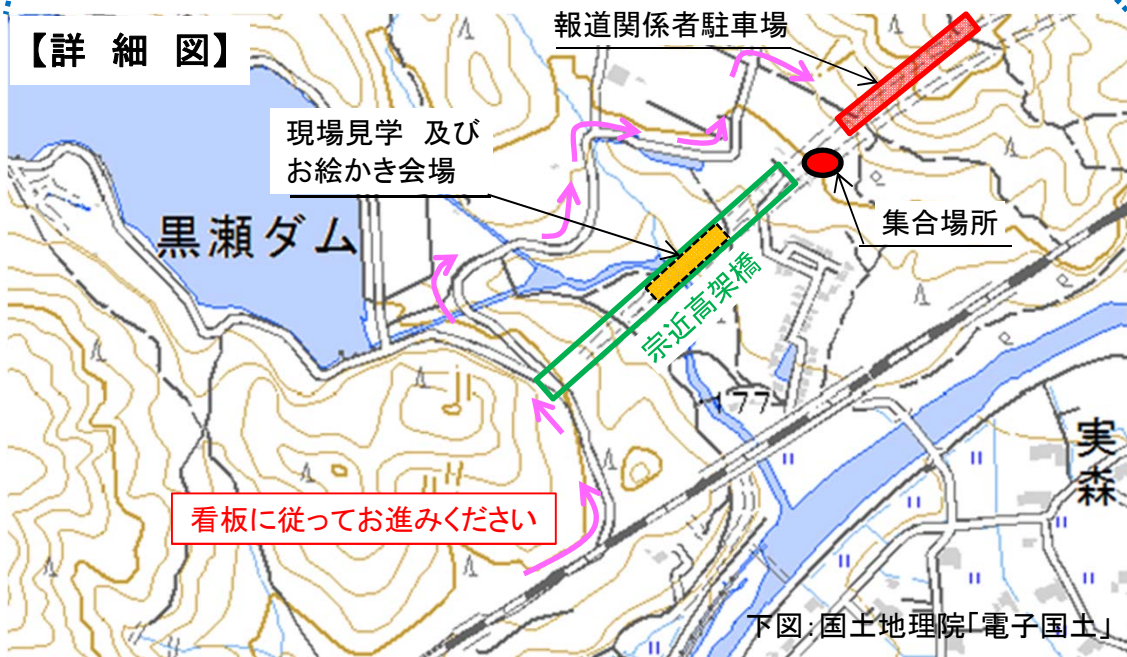 【詳 細 図】
報道関係者駐車場
現場見学 及び
お絵かき会場
黒瀬ダム
集合場所
宗近高架橋
177
実森
看板に従ってお進みください
下図:国土地理院「電子国土」